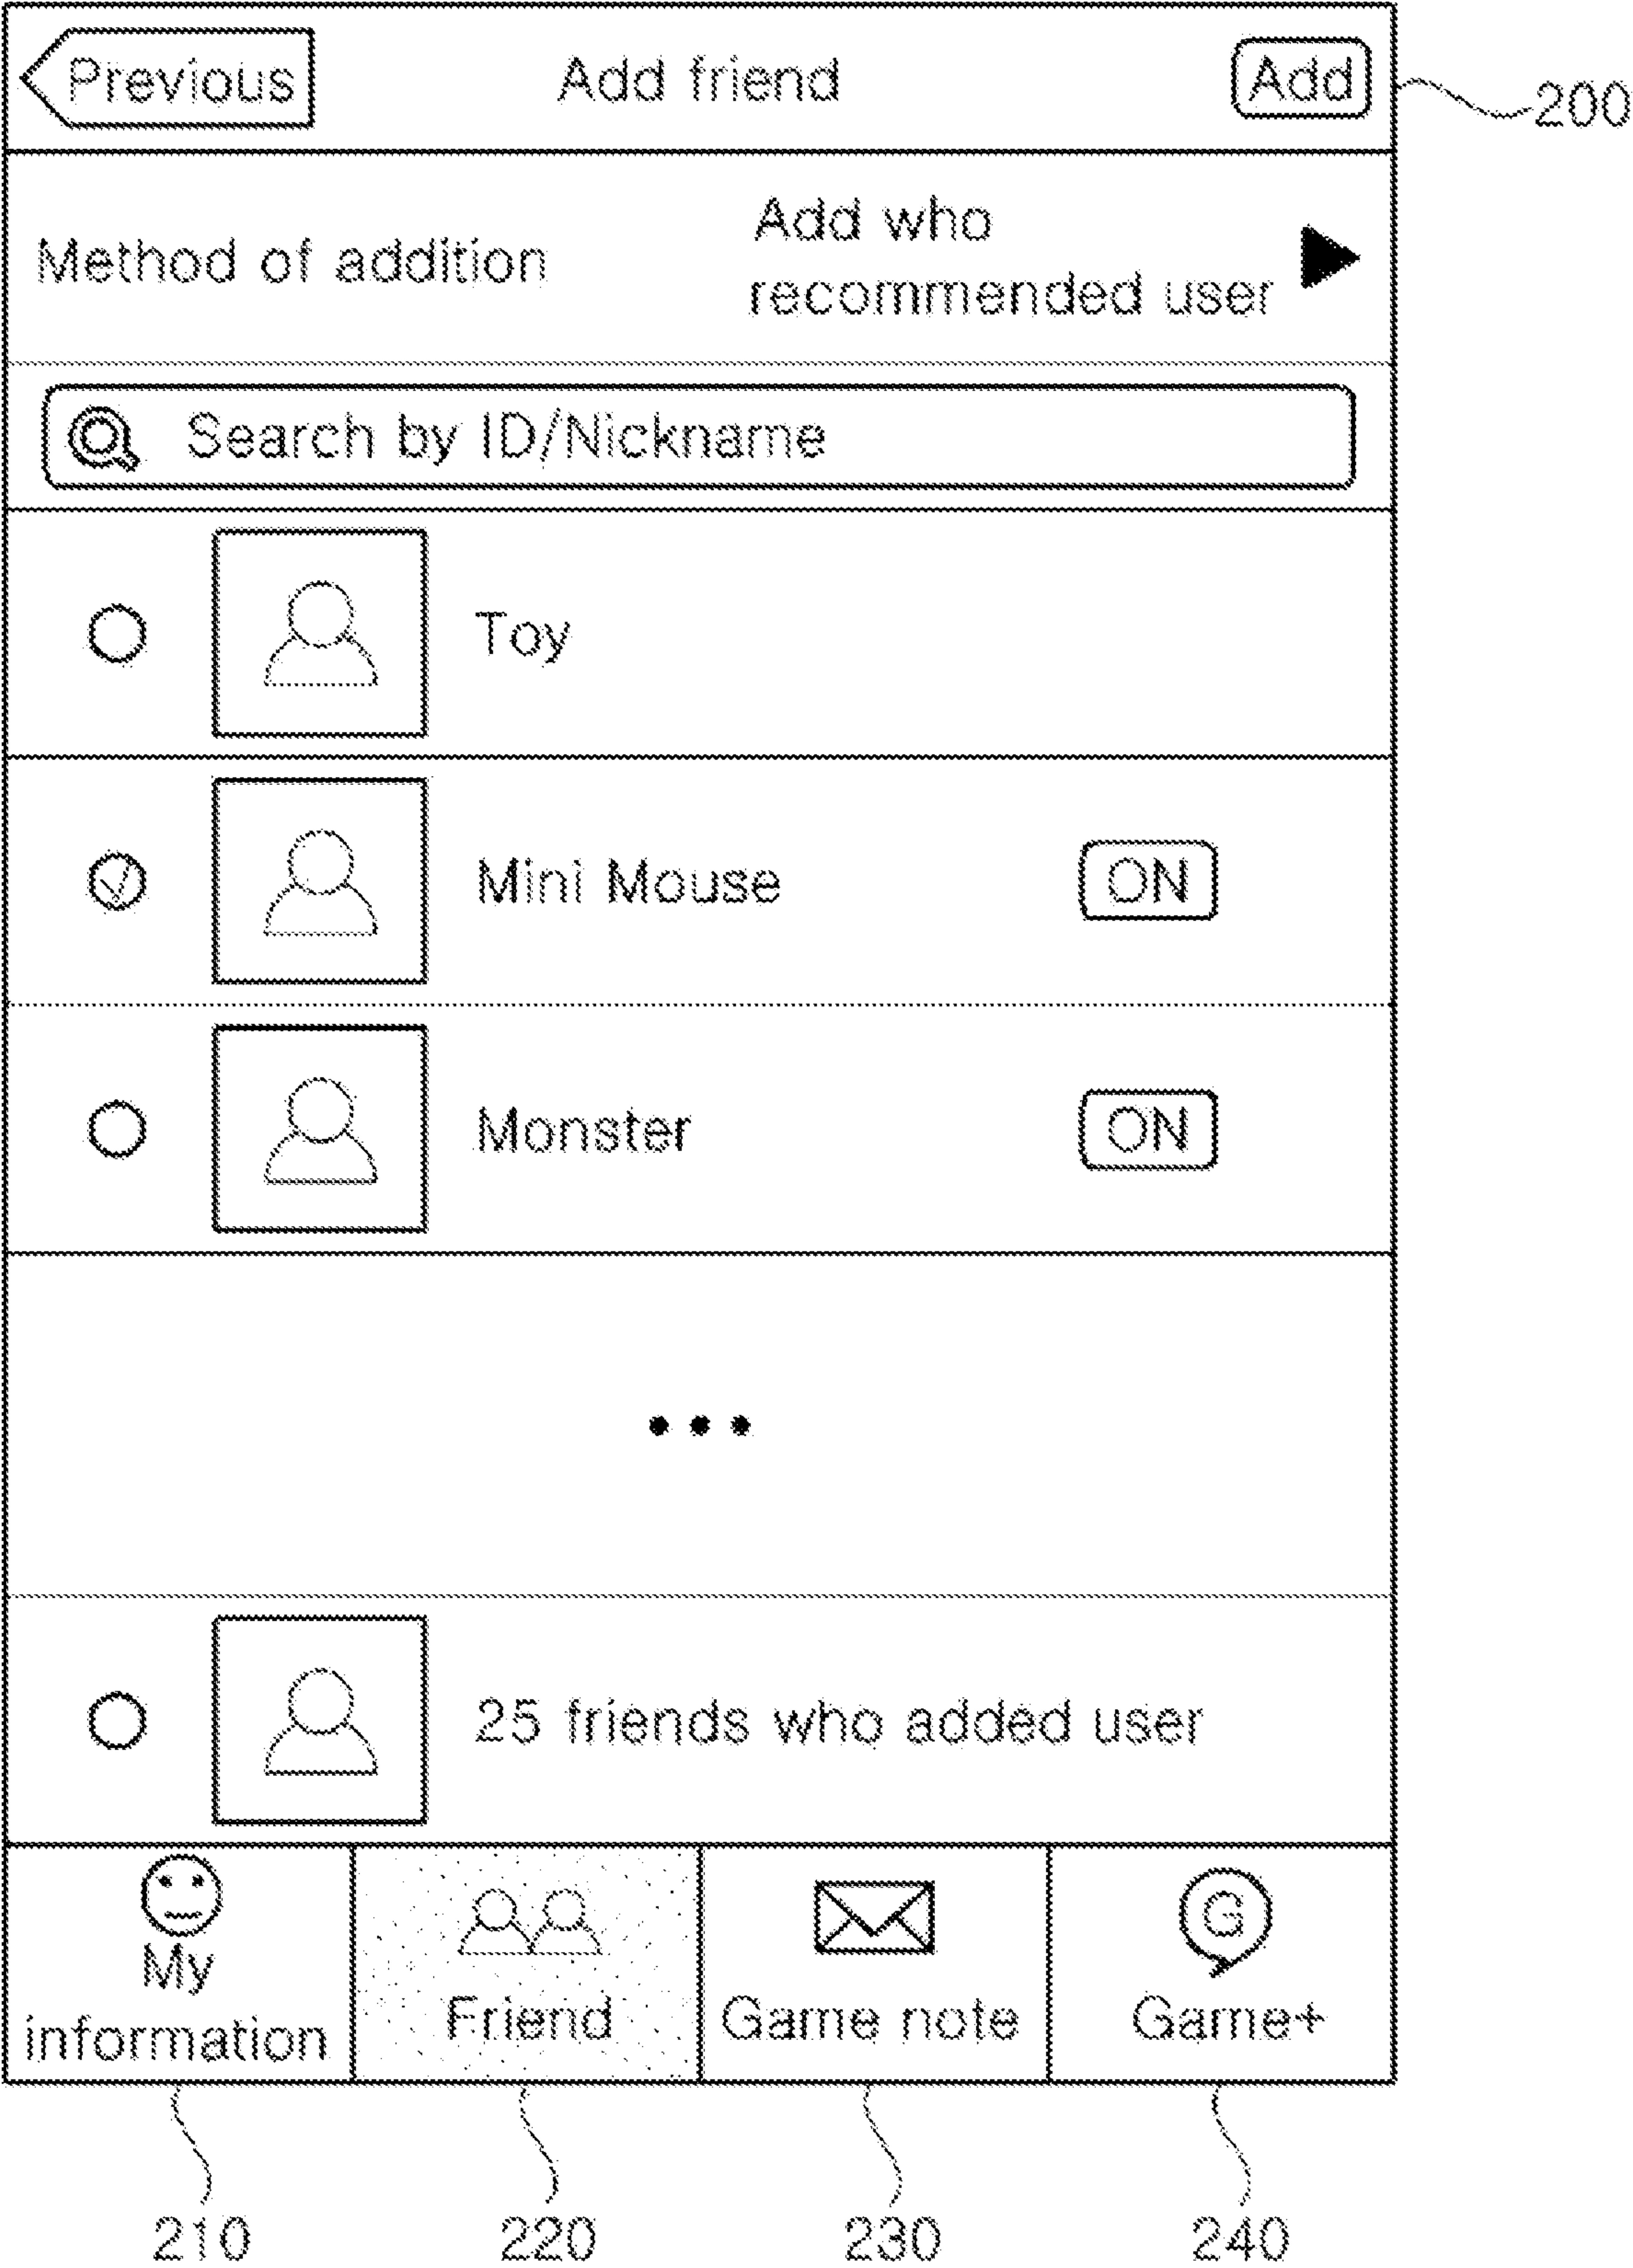 Previous
Add friend
Add
200
Method of addition
Add who
recommended user
Search by ID/Nickname
Toy
Mini Mouse
ON
Monster
ON
25 friends who added user
My
information
Friend
Game note
G
Game+
210
220
230
240